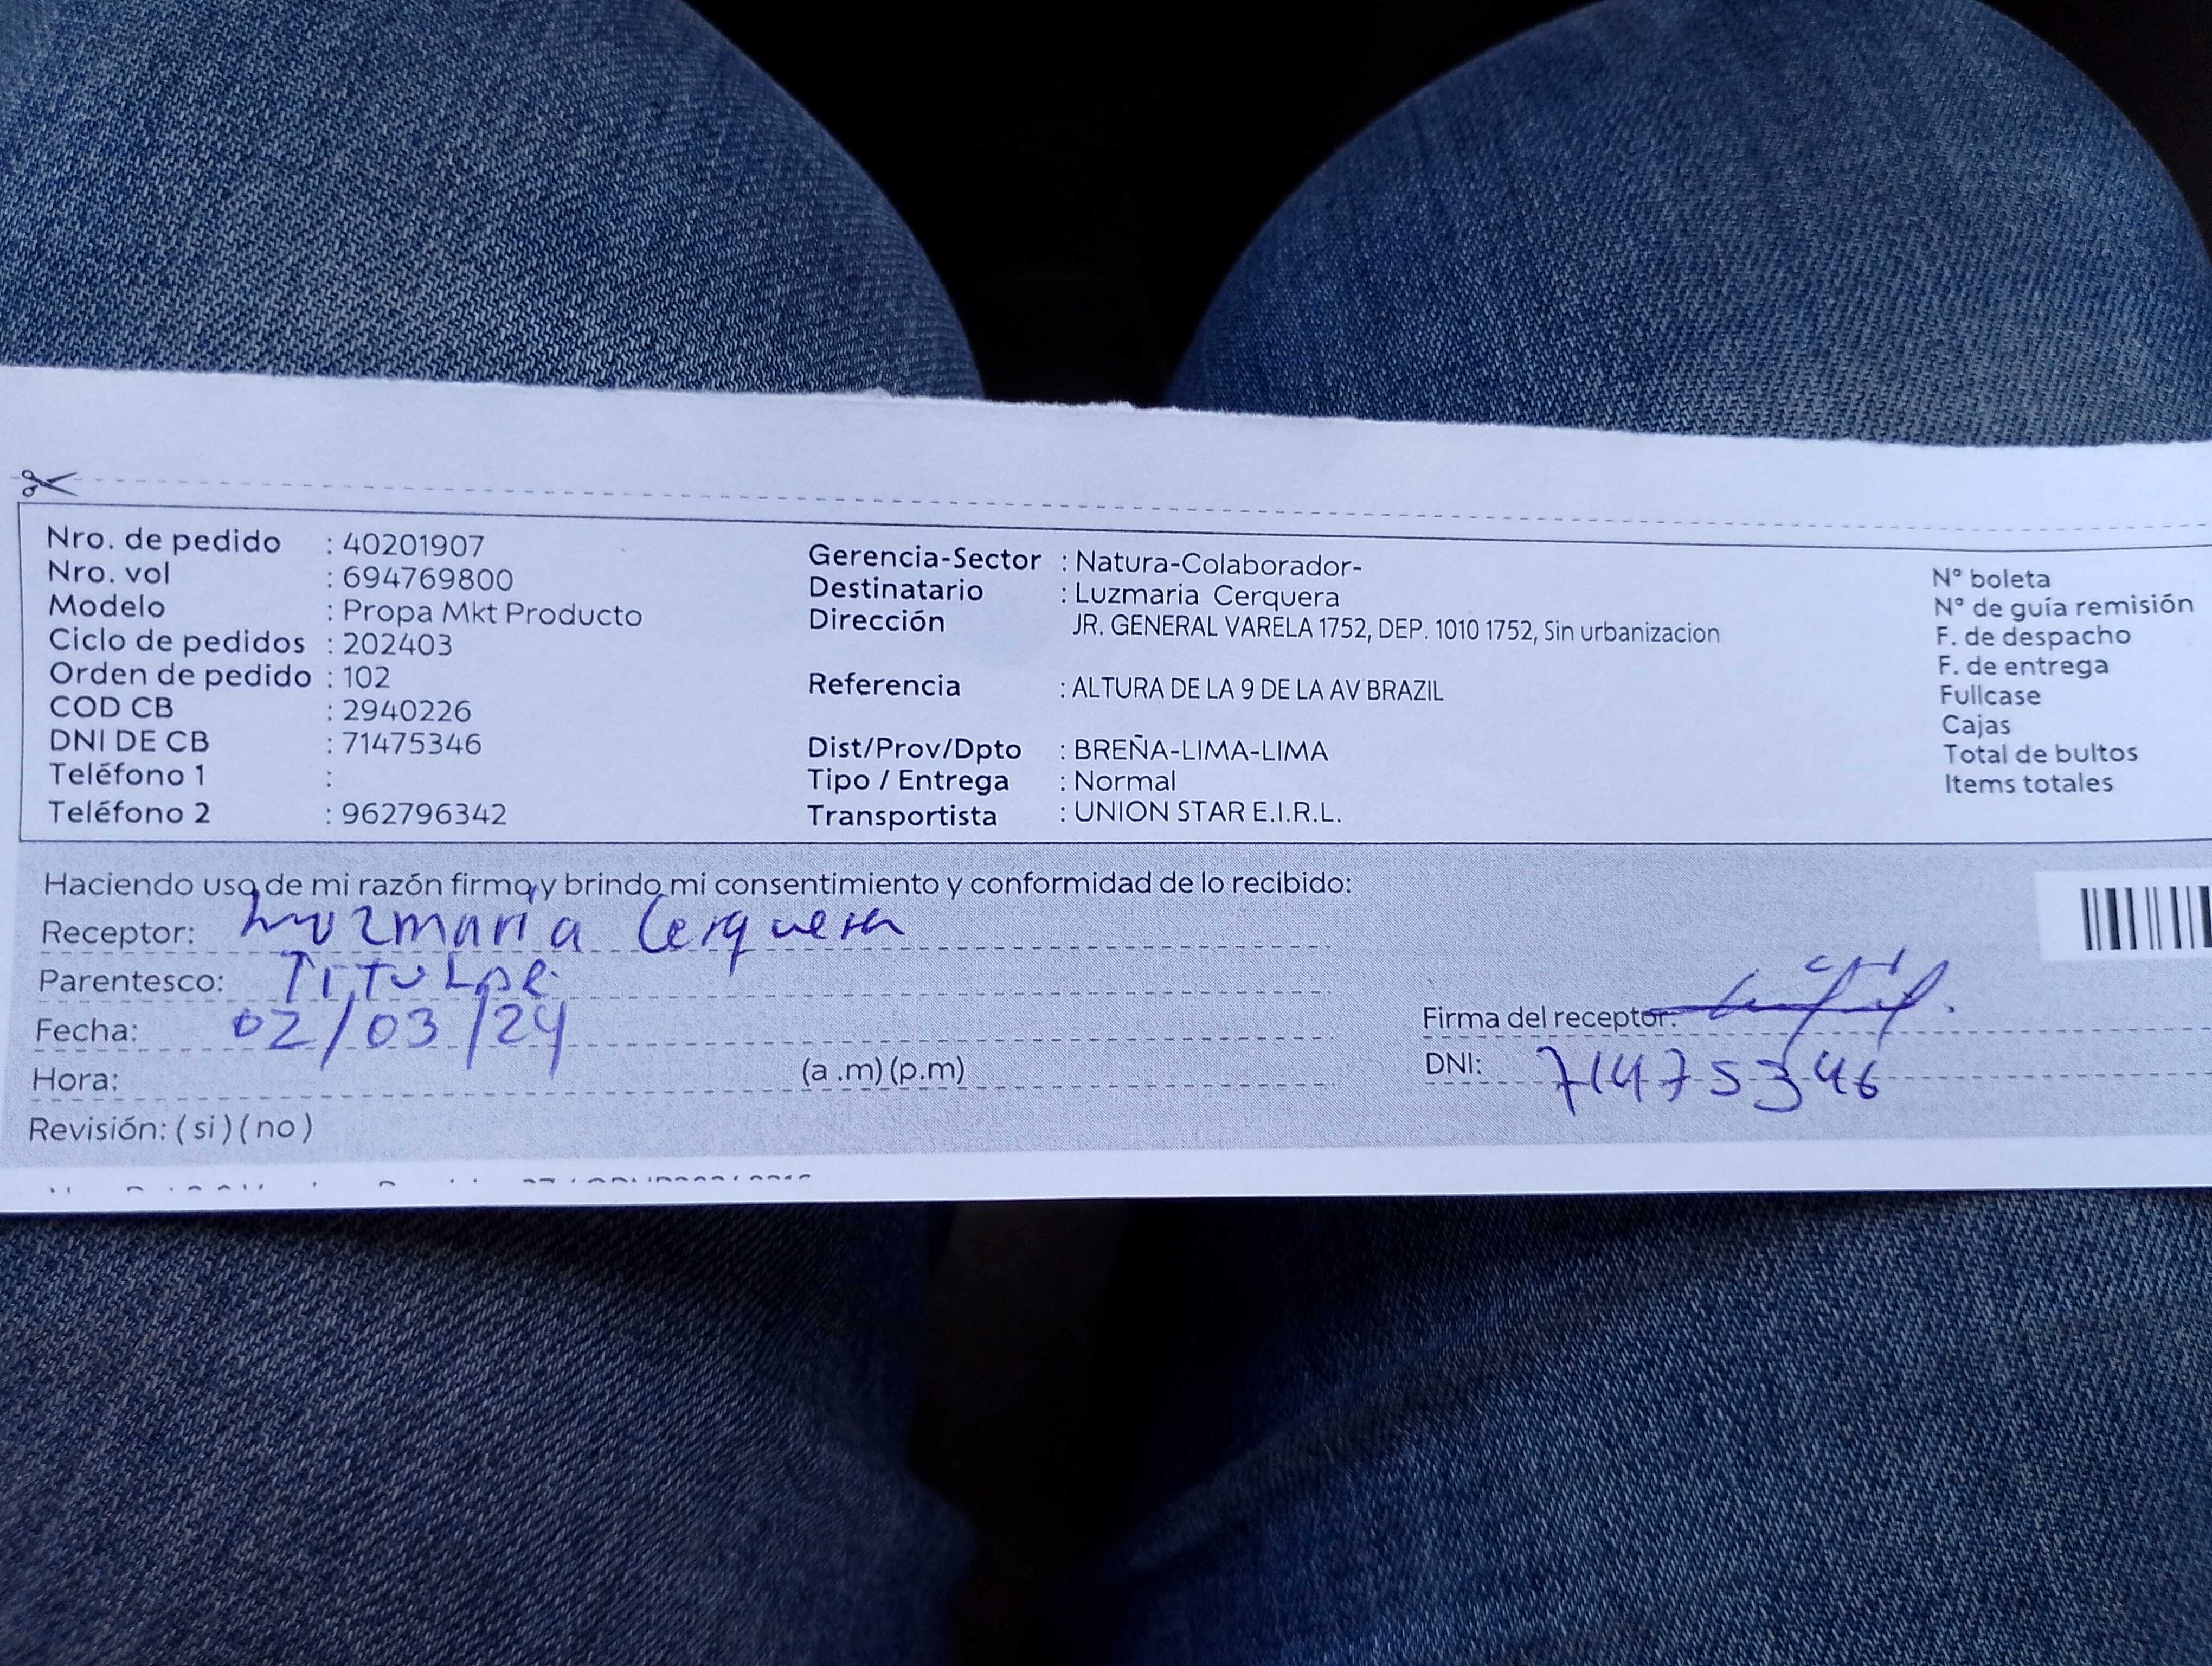 Nro. de pedido : 40201907
Nro. vol : 694769800
Modelo : Propa Mkt Producto
Ciclo de pedidos : 202403
Orden de pedido : 102
COD CB : 2940226
DNI DE CB : 71475346
Teléfono 1 :
Teléfono 2 : 962796342
Gerencia-Sector : Natura-Colaborador-
Destinatario : Luzmaria Cerquera
Dirección JR. GENERAL VARELA 1752, DEP. 1010 1752, Sin urbanizacion
Referencia : ALTURA DE LA 9 DE LA AV BRAZIL
Dist/Prov/Dpto : BREÑA-LIMA-LIMA
Tipo / Entrega : Normal
Transportista : UNION STAR E.I.R.L.
N° boleta
N° de guía remisión
F. de despacho
F. de entrega
Fullcase
Cajas
Total de bultos
Items totales
Haciendo uso de mi razón firmo y brindo mi consentimiento y conformidad de lo recibido:
Receptor: Luzmaria Cerquera
Parentesco: TITULAR
Fecha: 02/03/24
Hora: (a .m) (p.m)
Revisión: ( si ) ( no )
Firma del receptor:
DNI: 71475346